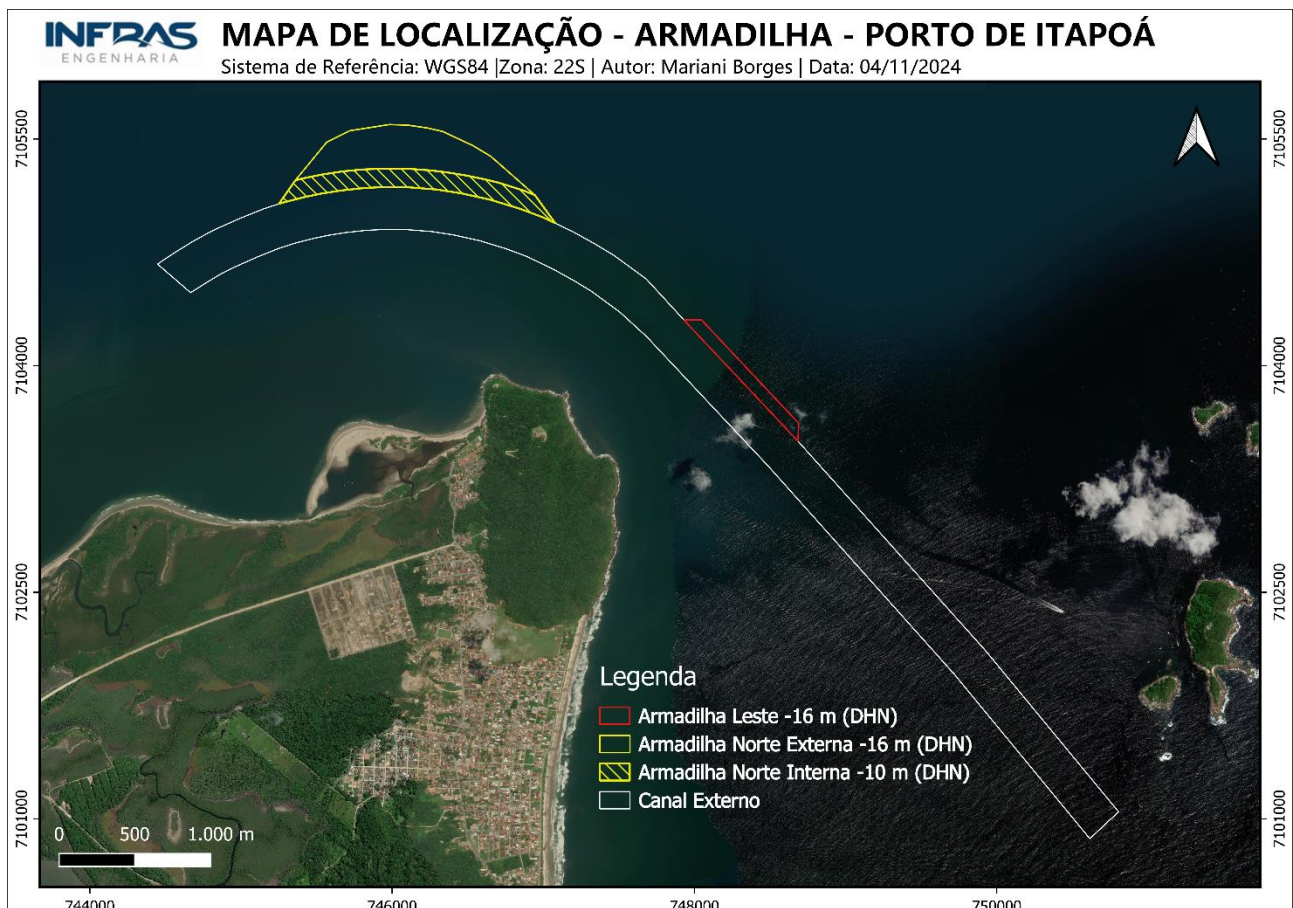 INFRAS
ENGENHARIA
MAPA DE LOCALIZAÇÃO - ARMADILHA - PORTO DE ITAPOÁ
Sistema de Referência: WGS84 |Zona: 22S | Autor: Mariani Borges | Data: 04/11/2024
7105500
7105500
7104000
7104000
7102500
7102500
7101000
7101000
Legenda
Armadilha Leste -16 m (DHN)
Armadilha Norte Externa -16 m (DHN)
Armadilha Norte Interna -10 m (DHN)
Canal Externo
0 500 1.000 m
744000 746000 748000 750000